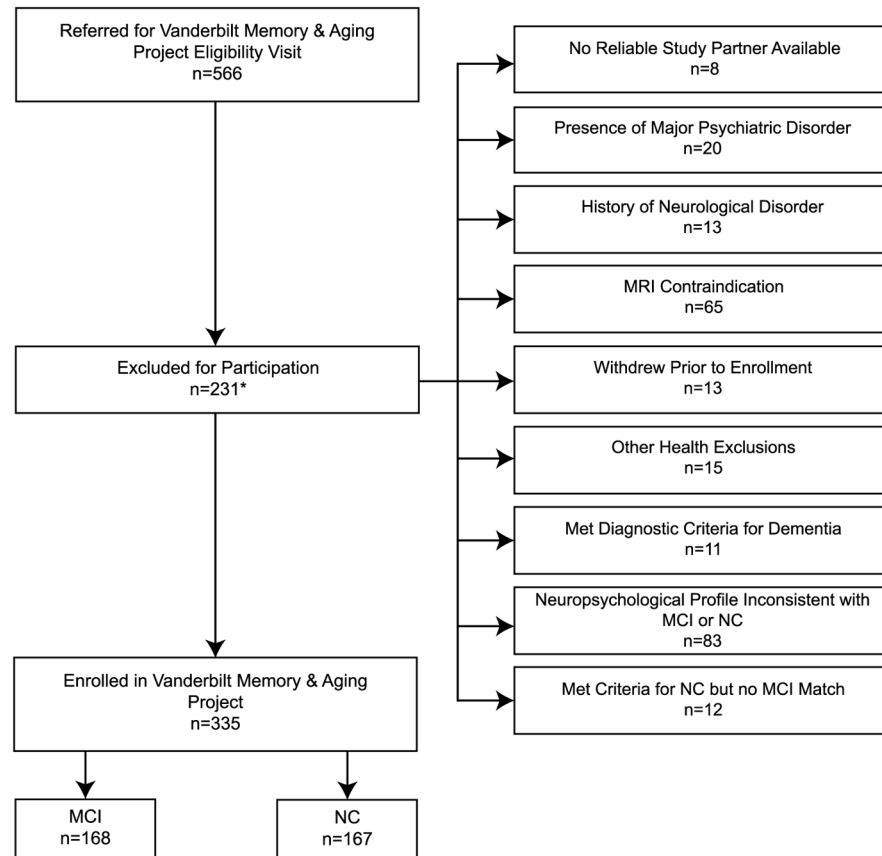 Referred for Vanderbilt Memory & Aging
Project Eligibility Visit
n=566
No Reliable Study Partner Available
n=8
Presence of Major Psychiatric Disorder
n=20
History of Neurological Disorder
n=13
MRI Contraindication
n=65
Excluded for Participation
n=231*
Withdrew Prior to Enrollment
n=13
Other Health Exclusions
n=15
Met Diagnostic Criteria for Dementia
n=11
Neuropsychological Profile Inconsistent with
MCI or NC
n=83
Met Criteria for NC but no MCI Match
n=12
Enrolled in Vanderbilt Memory & Aging
Project
n=335
MCI
n=168
NC
n=167